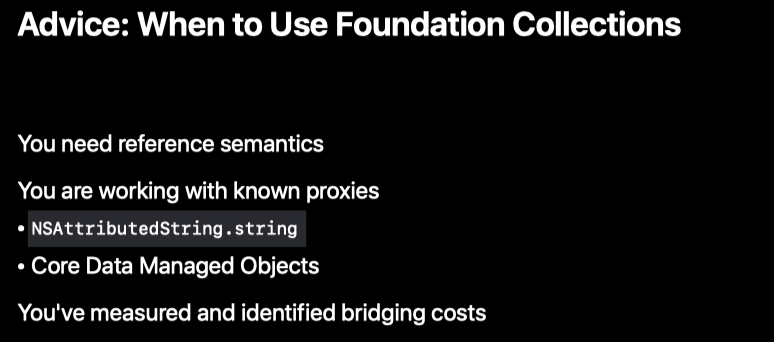 Advice: When to Use Foundation Collections
You need reference semantics
You are working with known proxies
• NSAttributedString.string
• Core Data Managed Objects
You've measured and identified bridging costs